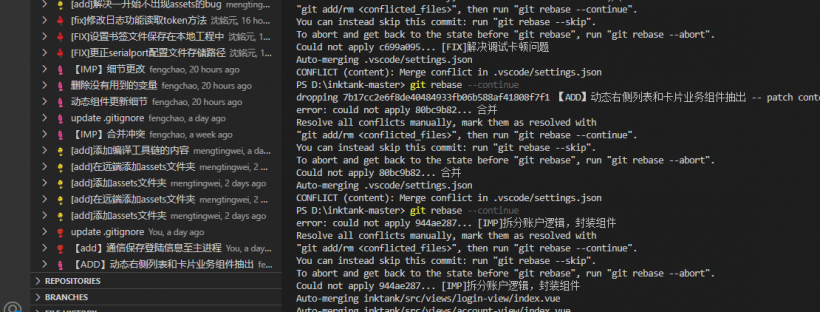 [add]解决一开始不出现assets的bug mengting...
[fix]修改日志功能读取token方法 沈铭元, 16 ho...
[FIX]设置书签文件保存在本地工程中 沈铭元, ...
[FIX]更正serialport配置文件存储路径 沈铭元, 1...
【IMP】细节更改 fengchao, 20 hours ago
删除没有用到的变量 fengchao, 20 hours ago
动态组件更新细节 fengchao, 20 hours ago
update .gitignore fengchao, a day ago
【IMP】合并冲突 fengchao, a week ago
[add]添加编译工具链的内容 mengtingwei, a da...
[add]在远端添加assets文件夹 mengtingwei, 2 ...
[add]添加assets文件夹 mengtingwei, 2 days ago
[add]在远端添加assets文件夹 mengtingwei, 2 ...
[add]添加assets文件夹 mengtingwei, 2 days ago
update .gitignore You, a day ago
【add】通信保存登陆信息至主进程 You, a da...
【ADD】动态右侧列表和卡片业务组件抽出 fe...
REPOSITORIES
BRANCHES
FILE HISTORY
"git add/rm <conflicted_files>", then run "git rebase --continue".
You can instead skip this commit: run "git rebase --skip".
To abort and get back to the state before "git rebase", run "git rebase --abort".
Could not apply c699a095... [FIX]解决调试卡顿问题
Auto-merging .vscode/settings.json
CONFLICT (content): Merge conflict in .vscode/settings.json
PS D:\inktank-master> git rebase --continue
dropping 7b17cc2e6f8de40484933fb06b588af41808f7f1 【ADD】动态右侧列表和卡片业务组件抽出 -- patch conte
error: could not apply 80bc9b82... 合并
Resolve all conflicts manually, mark them as resolved with
"git add/rm <conflicted_files>", then run "git rebase --continue".
You can instead skip this commit: run "git rebase --skip".
To abort and get back to the state before "git rebase", run "git rebase --abort".
Could not apply 80bc9b82... 合并
Auto-merging .vscode/settings.json
CONFLICT (content): Merge conflict in .vscode/settings.json
PS D:\inktank-master> git rebase --continue
error: could not apply 944ae287... [IMP]拆分账户逻辑，封装组件
Resolve all conflicts manually, mark them as resolved with
"git add/rm <conflicted_files>", then run "git rebase --continue".
You can instead skip this commit: run "git rebase --skip".
To abort and get back to the state before "git rebase", run "git rebase --abort".
Could not apply 944ae287... [IMP]拆分账户逻辑，封装组件
Auto-merging inktank/src/views/login-view/index.vue
Auto-merging inktank/src/views/account-view/index.vue